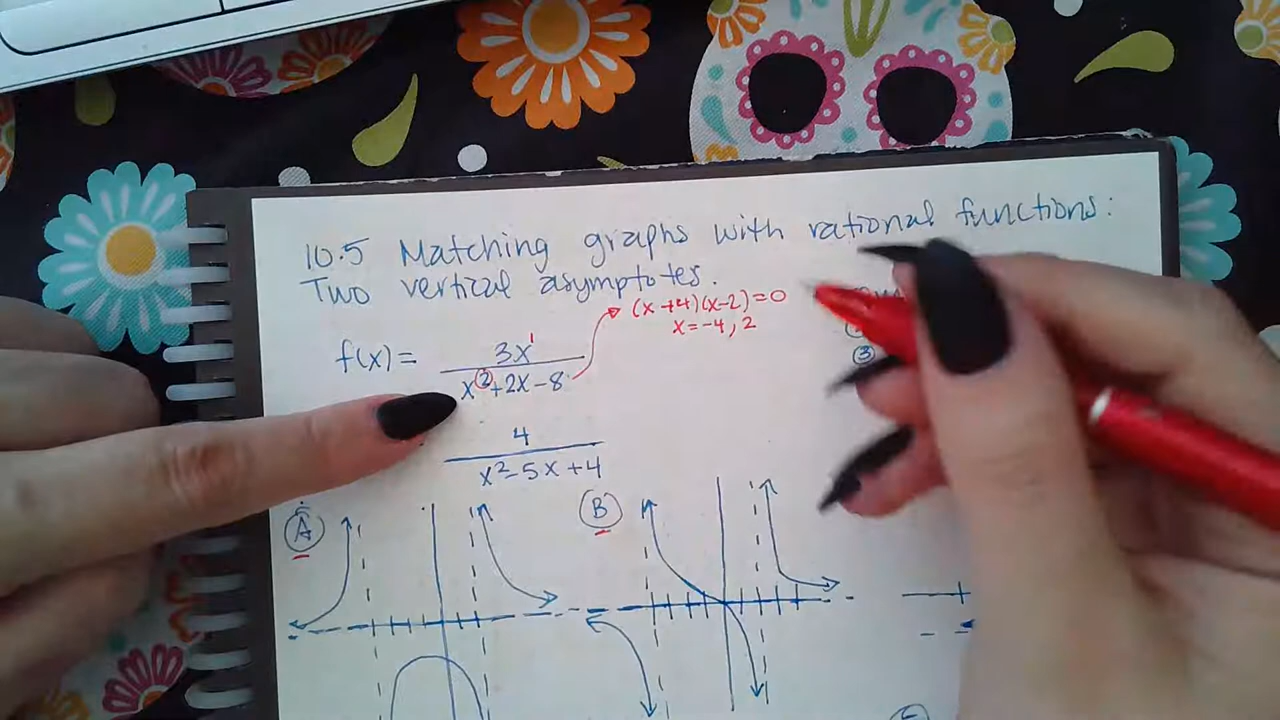 10.5 Matching graphs with rational functions:
Two vertical asymptotes.
(x+4)(x-2)=0
x=-4,2
f(x)= 3x¹
x²+2x-8
③
4
x²-5x+4
A
B